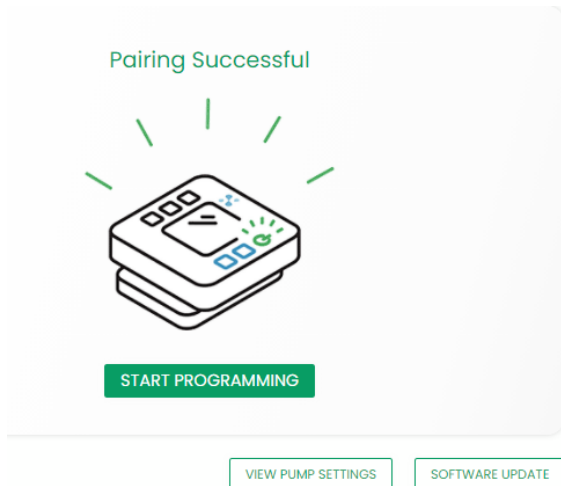 Pairing Successful
START PROGRAMMING
VIEW PUMP SETTINGS
SOFTWARE UPDATE